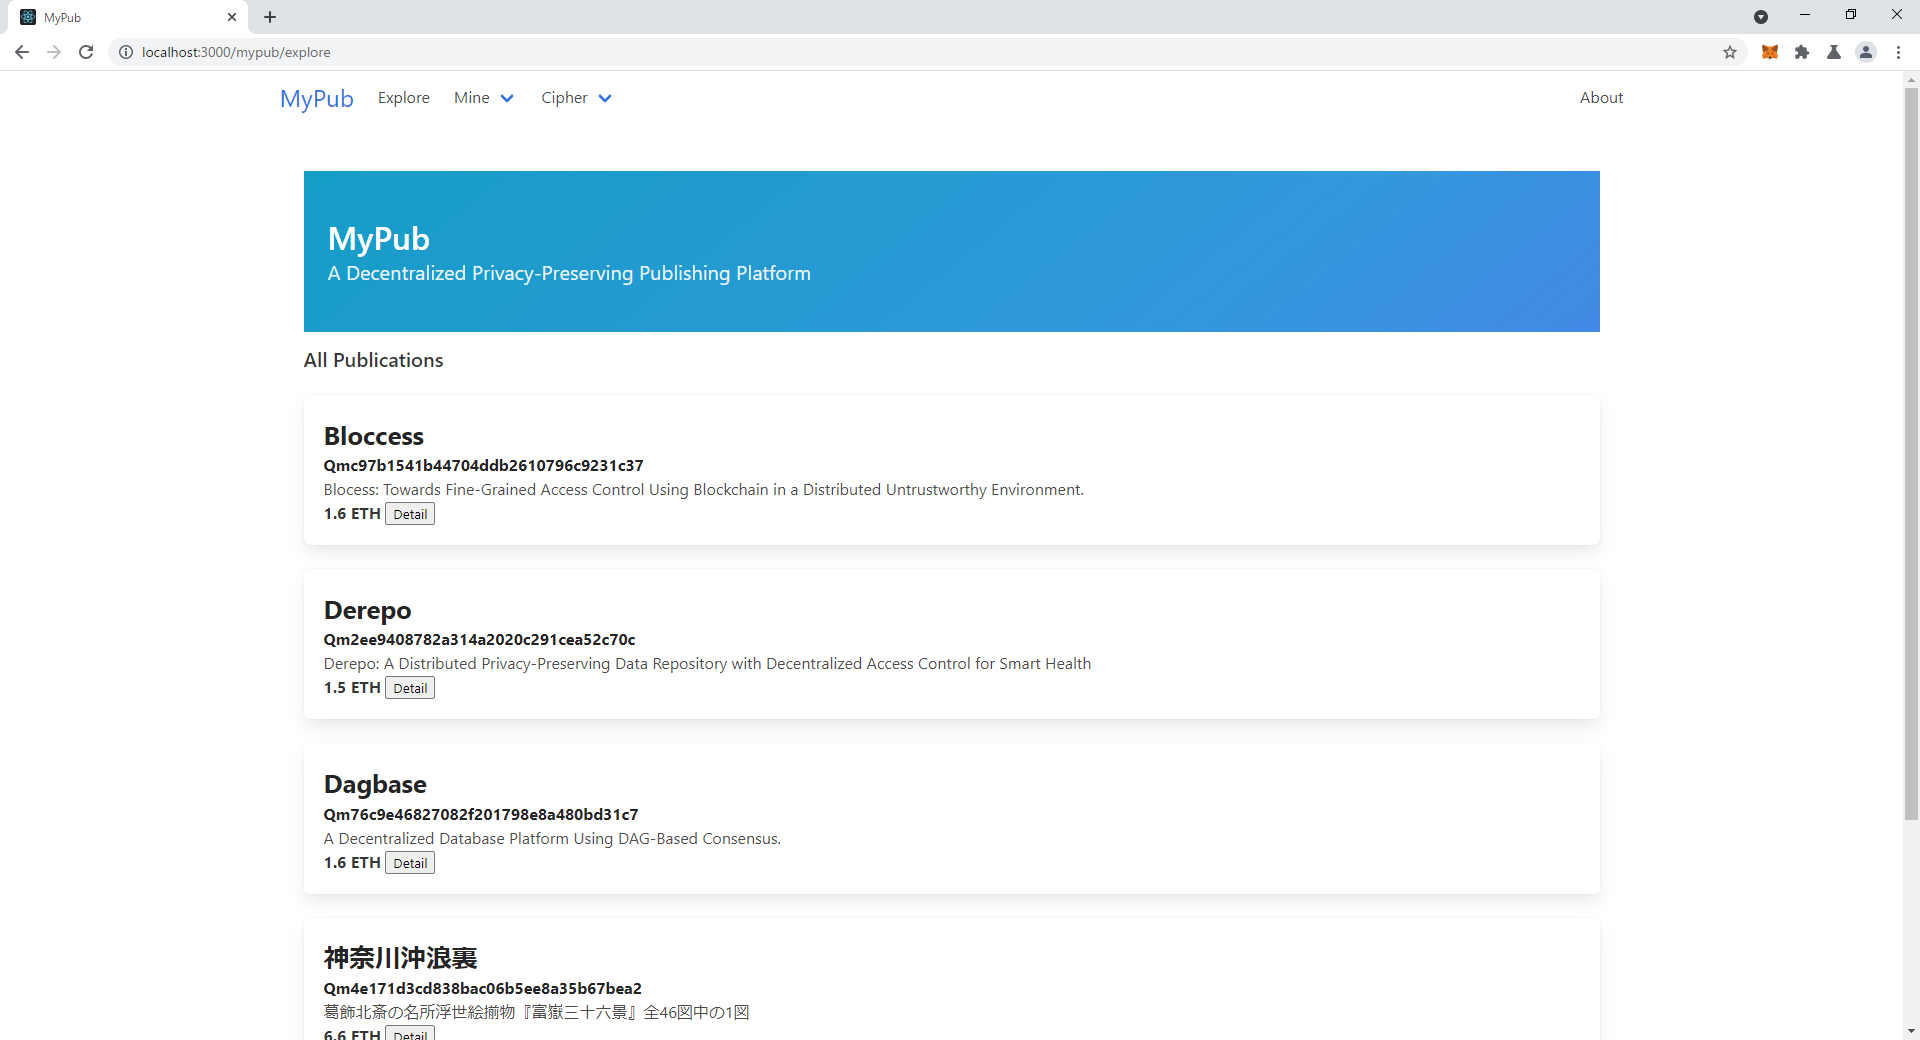 MyPub
localhost:3000/mypub/explore
MyPub Explore Mine Cipher About
MyPub
A Decentralized Privacy-Preserving Publishing Platform
All Publications
Bloccess
Qmc97b1541b44704ddb2610796c9231c37
Blocess: Towards Fine-Grained Access Control Using Blockchain in a Distributed Untrustworthy Environment.
1.6 ETH Detail
Derepo
Qm2ee9408782a314a2020c291cea52c70c
Derepo: A Distributed Privacy-Preserving Data Repository with Decentralized Access Control for Smart Health
1.5 ETH Detail
Dagbase
Qm76c9e46827082f201798e8a480bd31c7
A Decentralized Database Platform Using DAG-Based Consensus.
1.6 ETH Detail
神奈川沖浪裏
Qm4e171d3cd838bac06b5ee8a35b67bea2
葛飾北斎の名所浮世絵揃物『富嶽三十六景』全46図中の1図
6.6 ETH Detail